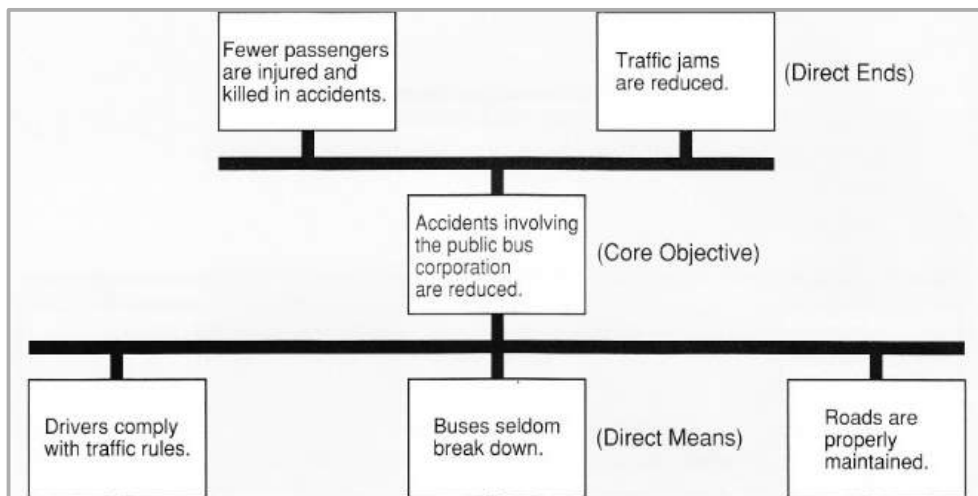 Fewer passengers
are injured and
killed in accidents.
Traffic jams
are reduced.
(Direct Ends)
Accidents involving
the public bus
corporation
are reduced.
(Core Objective)
Drivers comply
with traffic rules.
Buses seldom
break down.
(Direct Means)
Roads are
properly
maintained.